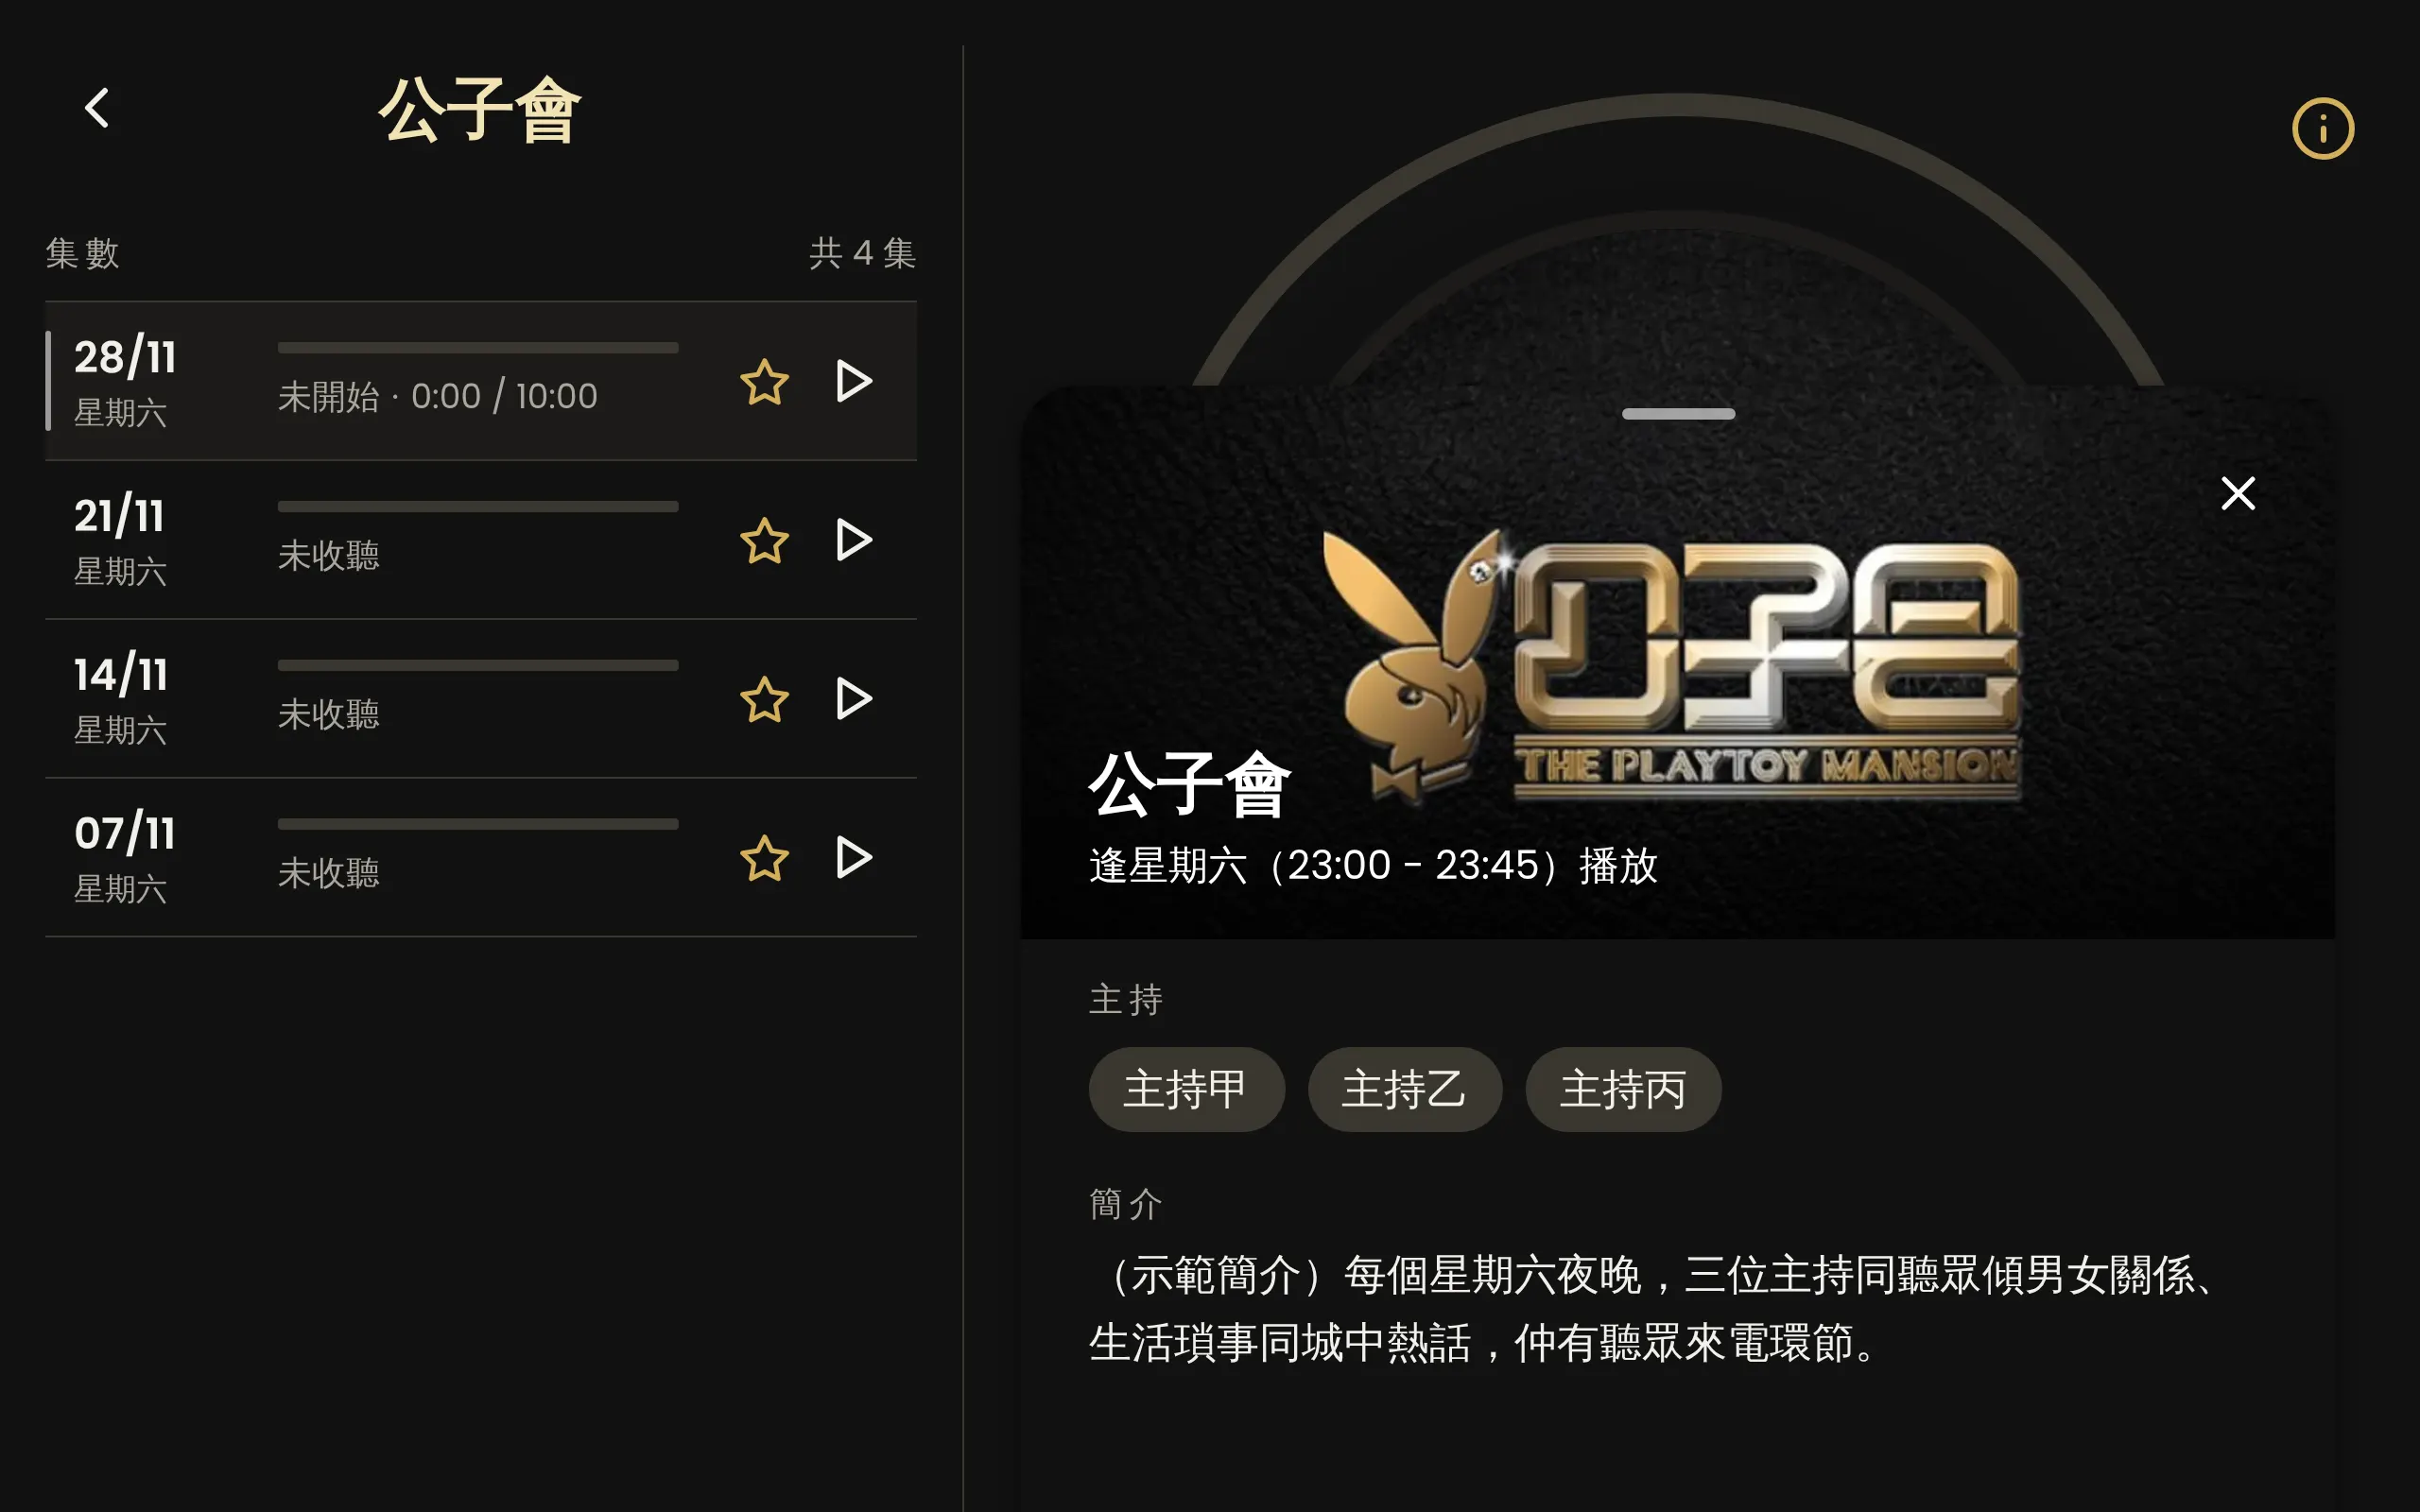 公子會
集數
共 4 集
28/11
星期六
未開始 · 0:00 / 10:00
21/11
星期六
未收聽
14/11
星期六
未收聽
07/11
星期六
未收聽
公子會
THE PLAYTOY MANSION
公子會
逢星期六（23:00 - 23:45）播放
主持
主持甲
主持乙
主持丙
簡介
（示範簡介）每個星期六夜晚，三位主持同聽眾傾男女關係、
生活瑣事同城中熱話，仲有聽眾來電環節。